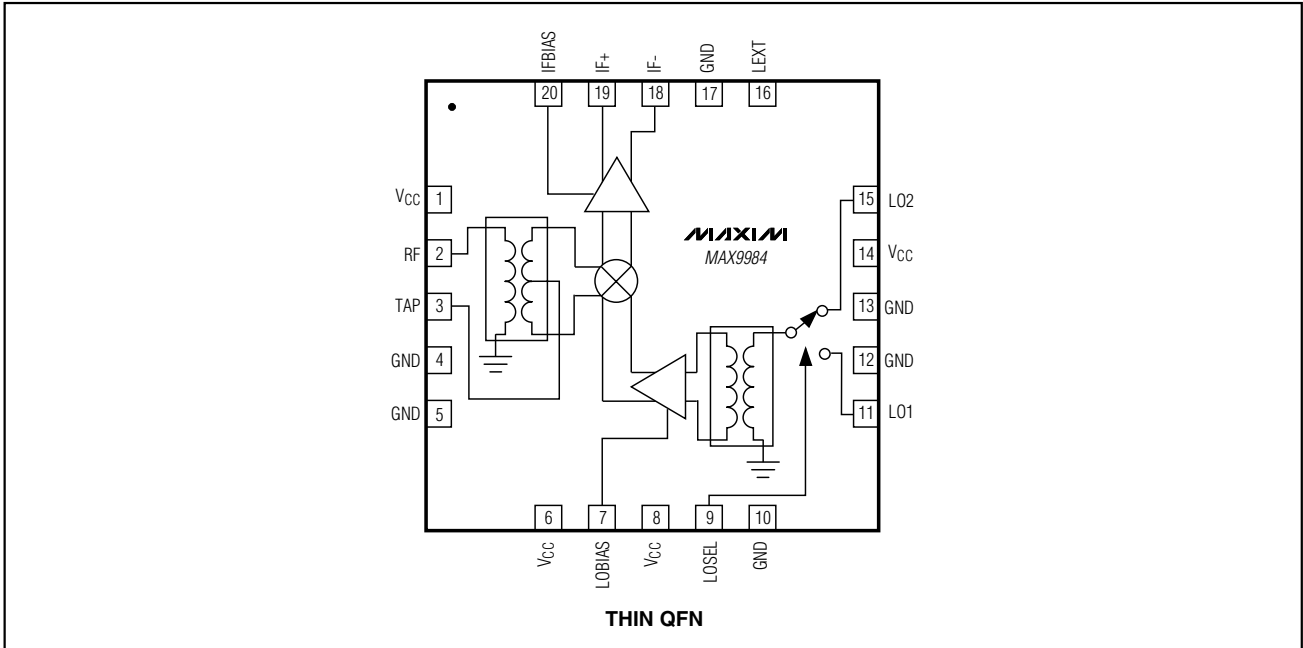 IFBIAS
IF+
IF-
GND
LEXT
20
19
18
17
16
VCC
1
RF
2
TAP
3
GND
4
GND
5
MAXIM
MAX9984
15
LO2
14
VCC
13
GND
12
GND
11
LO1
6
7
8
9
10
VCC
LOBIAS
VCC
LOSEL
GND
THIN QFN